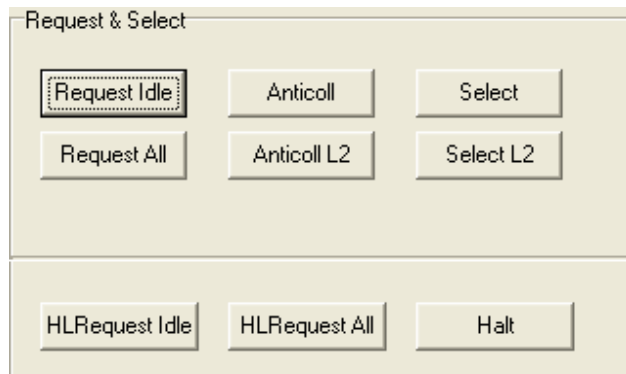 Request & Select
Request Idle Anticoll Select
Request All Anticoll L2 Select L2
HLRequest Idle HLRequest All Halt